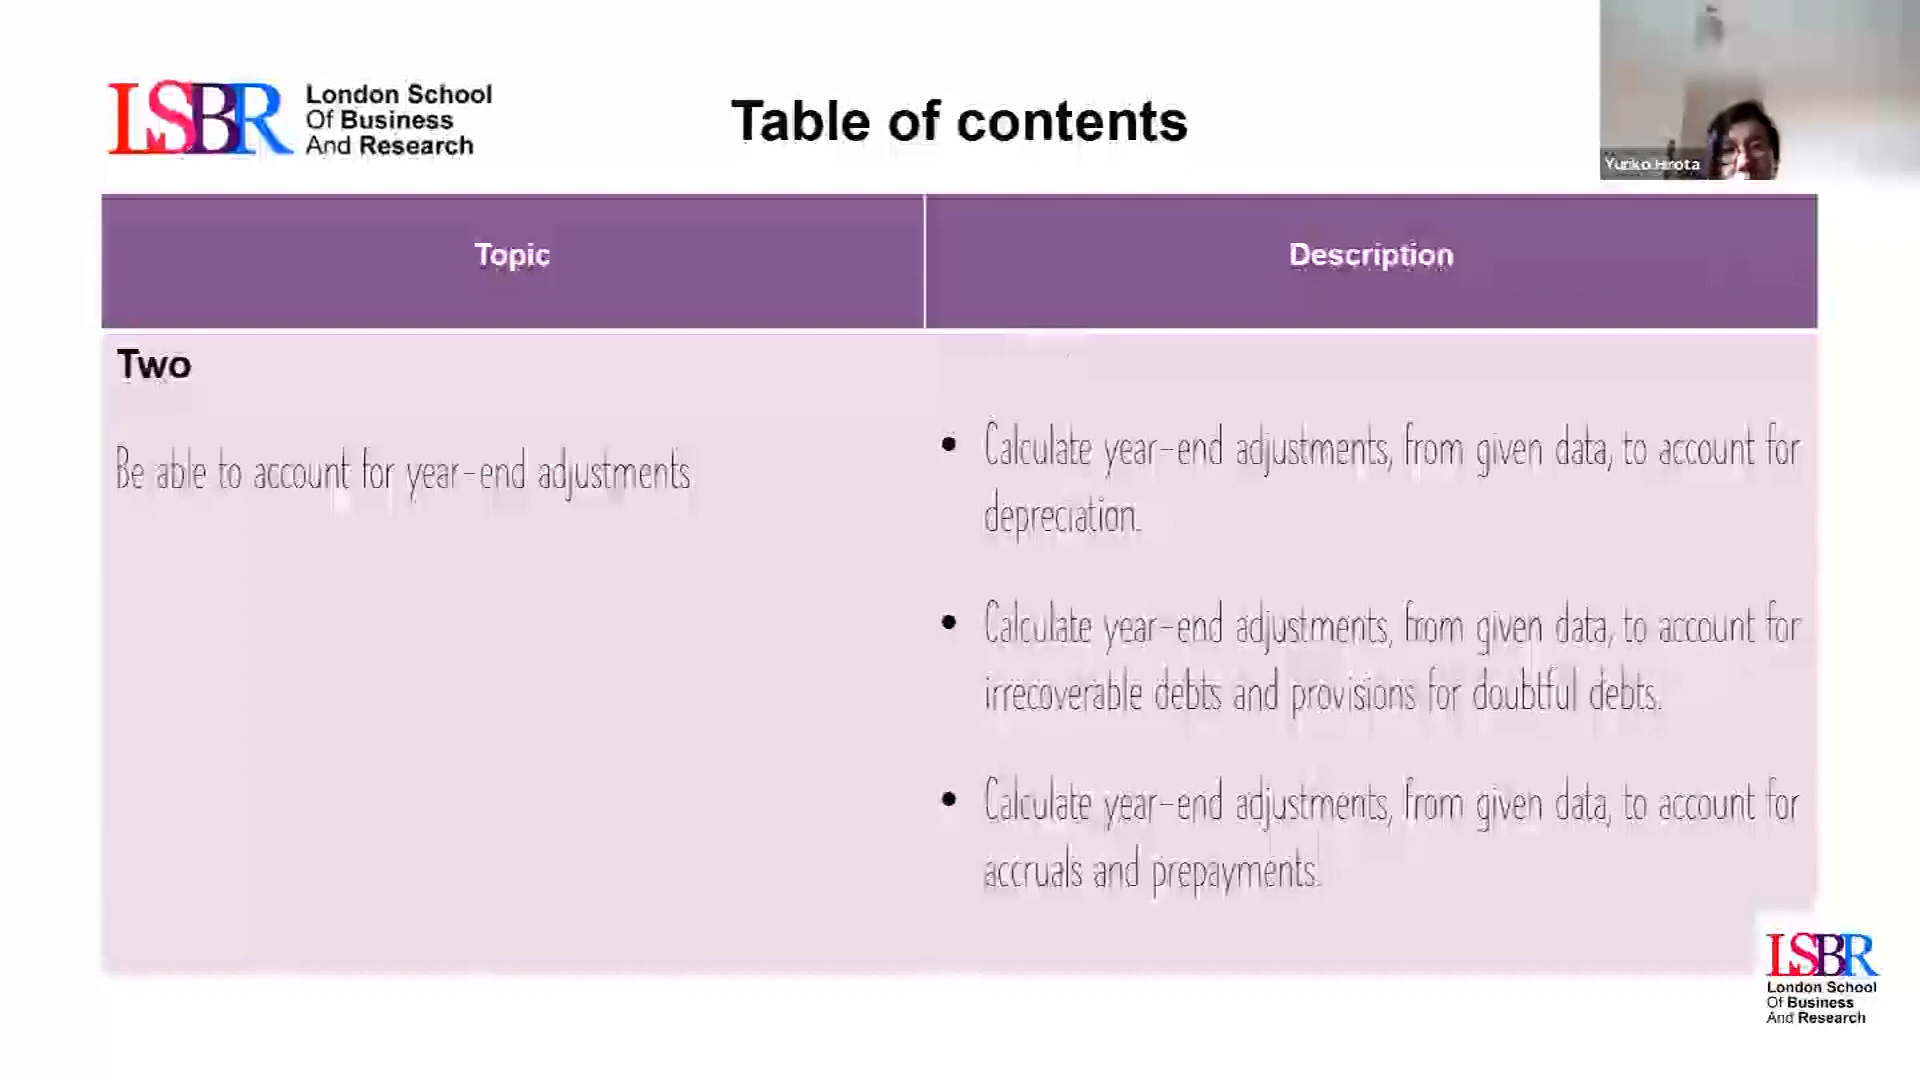 LSBR
London School
Of Business
And Research
Table of contents
Yuriko Hirota
Topic
Description
Two
Be able to account for year-end adjustments
• Calculate year-end adjustments, from given data, to account for
depreciation.
• Calculate year-end adjustments, from given data, to account for
irrecoverable debts and provisions for doubtful debts.
• Calculate year-end adjustments, from given data, to account for
accruals and prepayments.
LSBR
London School
Of Business
And Research